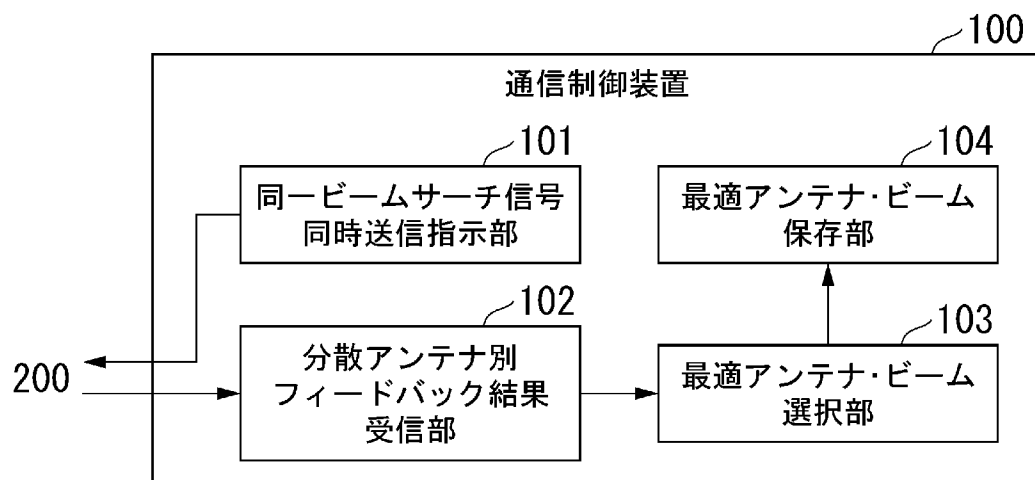 100
通信制御装置
101
同一ビームサーチ信号
同時送信指示部
104
最適アンテナ・ビーム
保存部
102
分散アンテナ別
フィードバック結果
受信部
103
最適アンテナ・ビーム
選択部
200